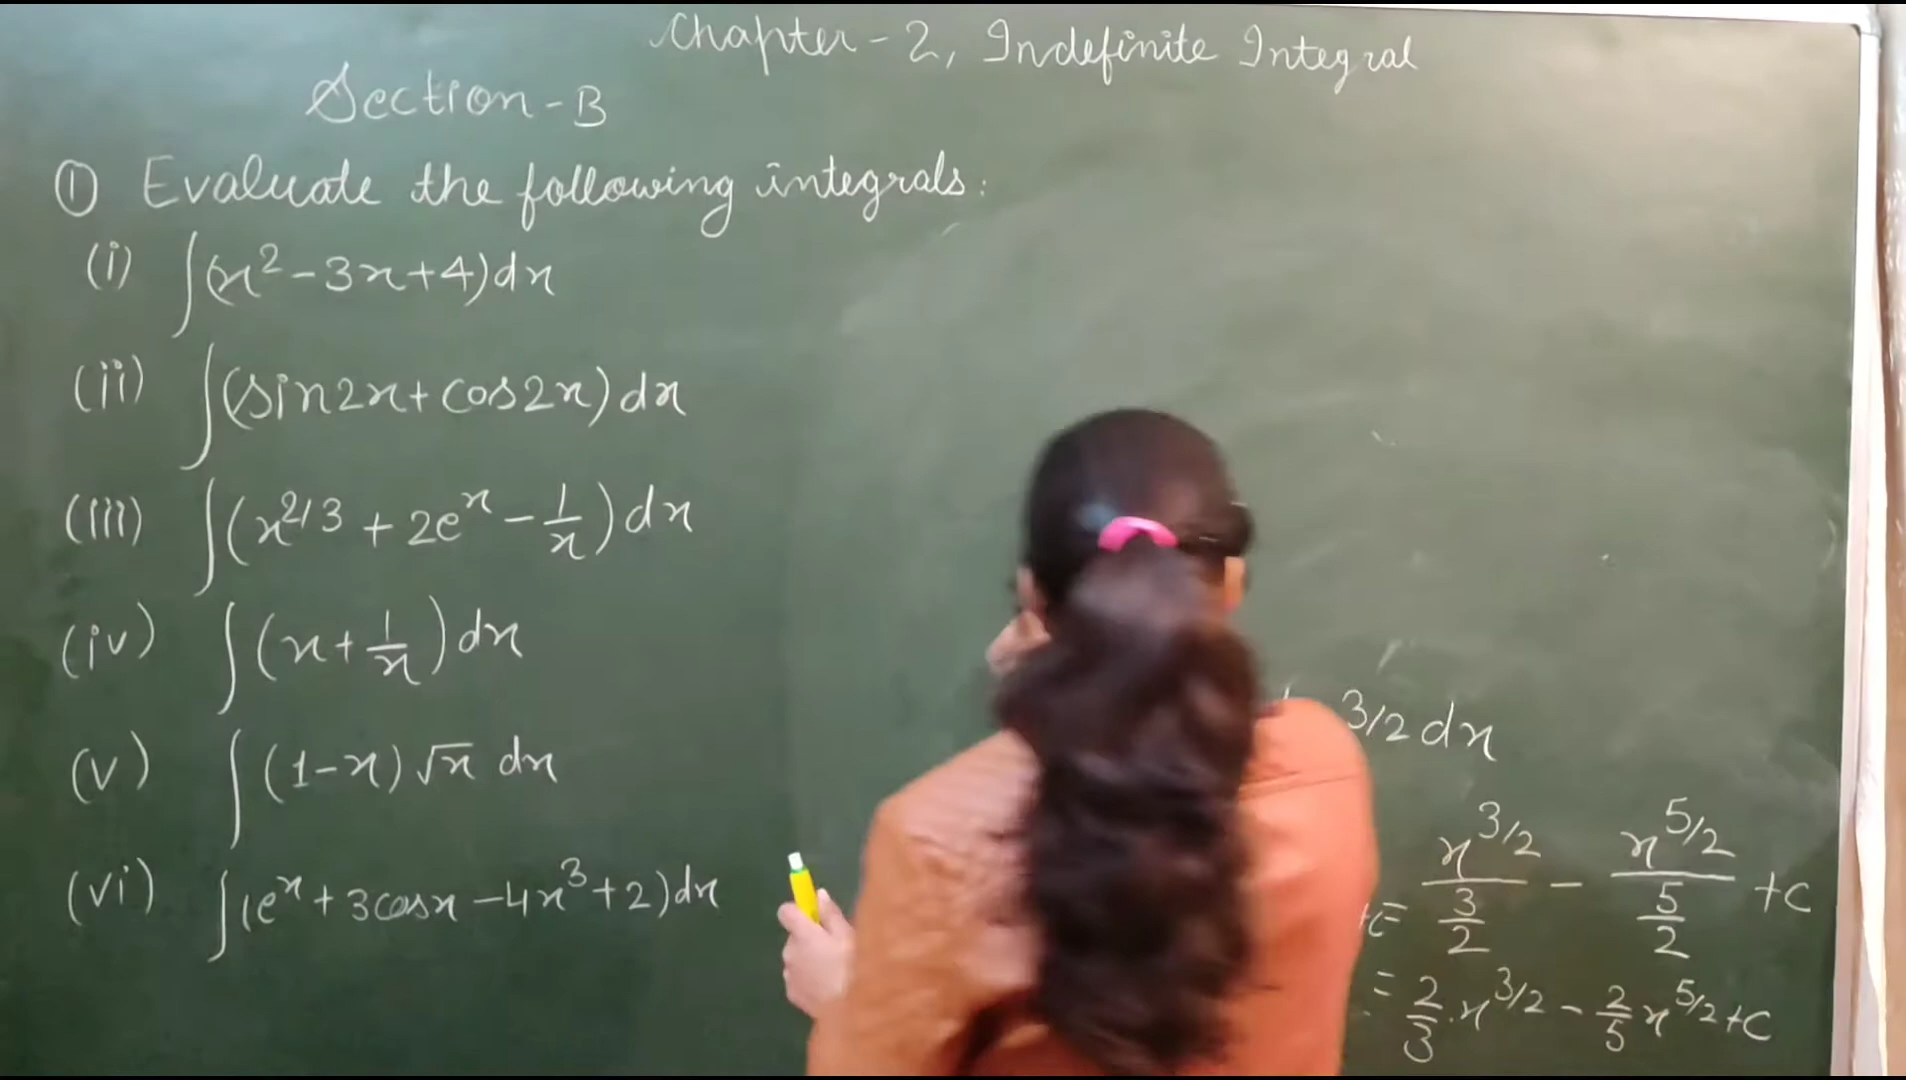 Chapter-2, Indefinite Integral
Section-B
① Evaluate the following integrals:
(i) ∫(x²-3x+4)dx
(ii) ∫(sin2x+cos2x)dx
(iii) ∫(x^2/3 + 2e^x - 1/x)dx
(iv) ∫(x+1/x)dx
(v) ∫(1-x)√x dx
(vi) ∫(e^x+3cosx-4x³+2)dx
3/2 dx
= x^3/2 / 3/2 - x^5/2 / 5/2 +c
= 2/3 . x^3/2 - 2/5 x^5/2 +c